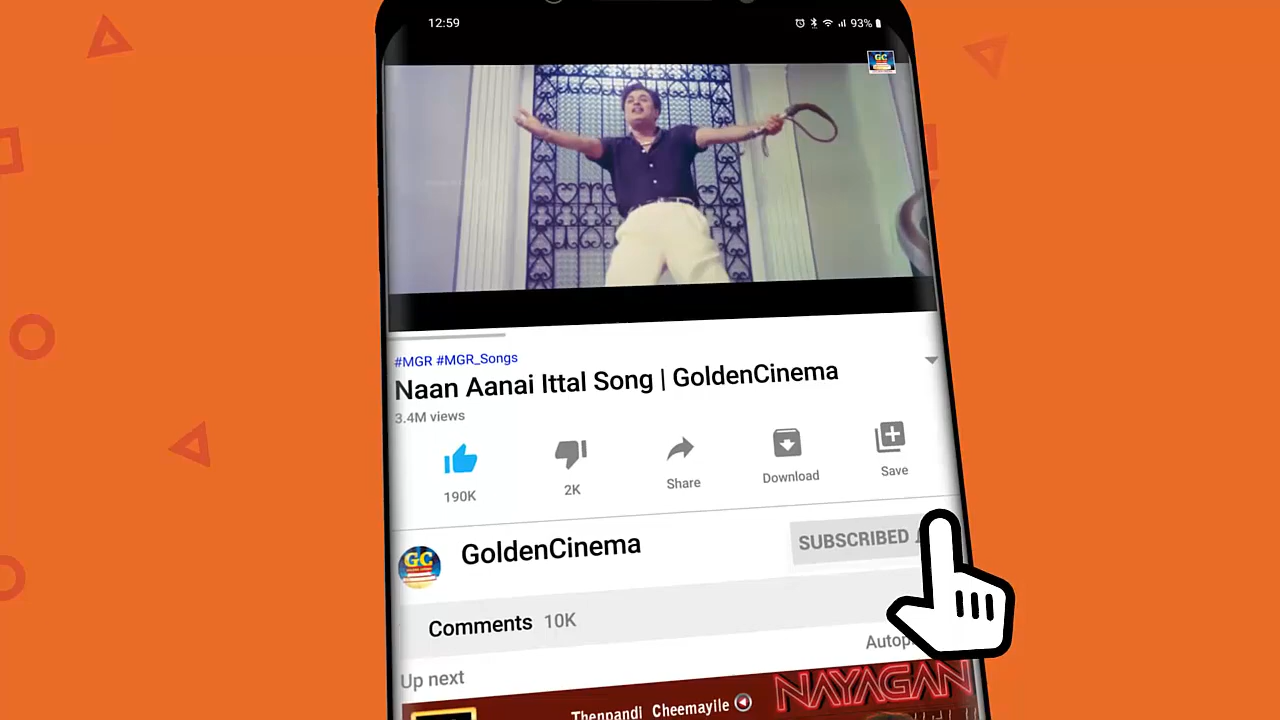 12:59
93%
GC
#MGR #MGR_Songs
Naan Aanai Ittal Song | GoldenCinema
3.4M views
190K
2K
Share
Download
Save
GC
GoldenCinema
SUBSCRIBED
Comments 10K
Up next
NAYAGAN
Thenpandi Cheemayile